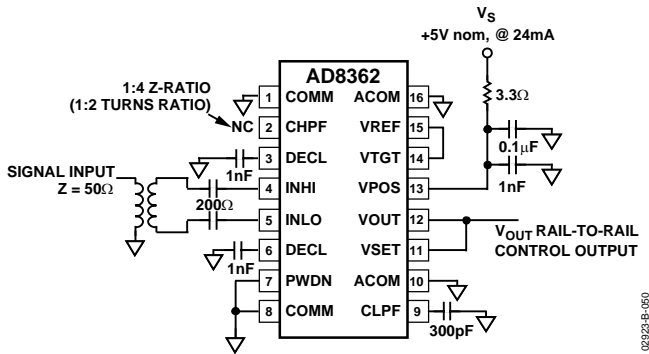 VS
+5V nom, @ 24mA
AD8362
1:4 Z-RATIO
(1:2 TURNS RATIO)
NC
SIGNAL INPUT
Z = 50Ω
1nF
200Ω
1nF
1 COMM ACOM 16
2 CHPF VREF 15
3 DECL VTGT 14
4 INHI VPOS 13
5 INLO VOUT 12
6 DECL VSET 11
7 PWDN ACOM 10
8 COMM CLPF 9
3.3Ω
0.1μF
1nF
VOUT RAIL-TO-RAIL
CONTROL OUTPUT
300pF
02923-B-050